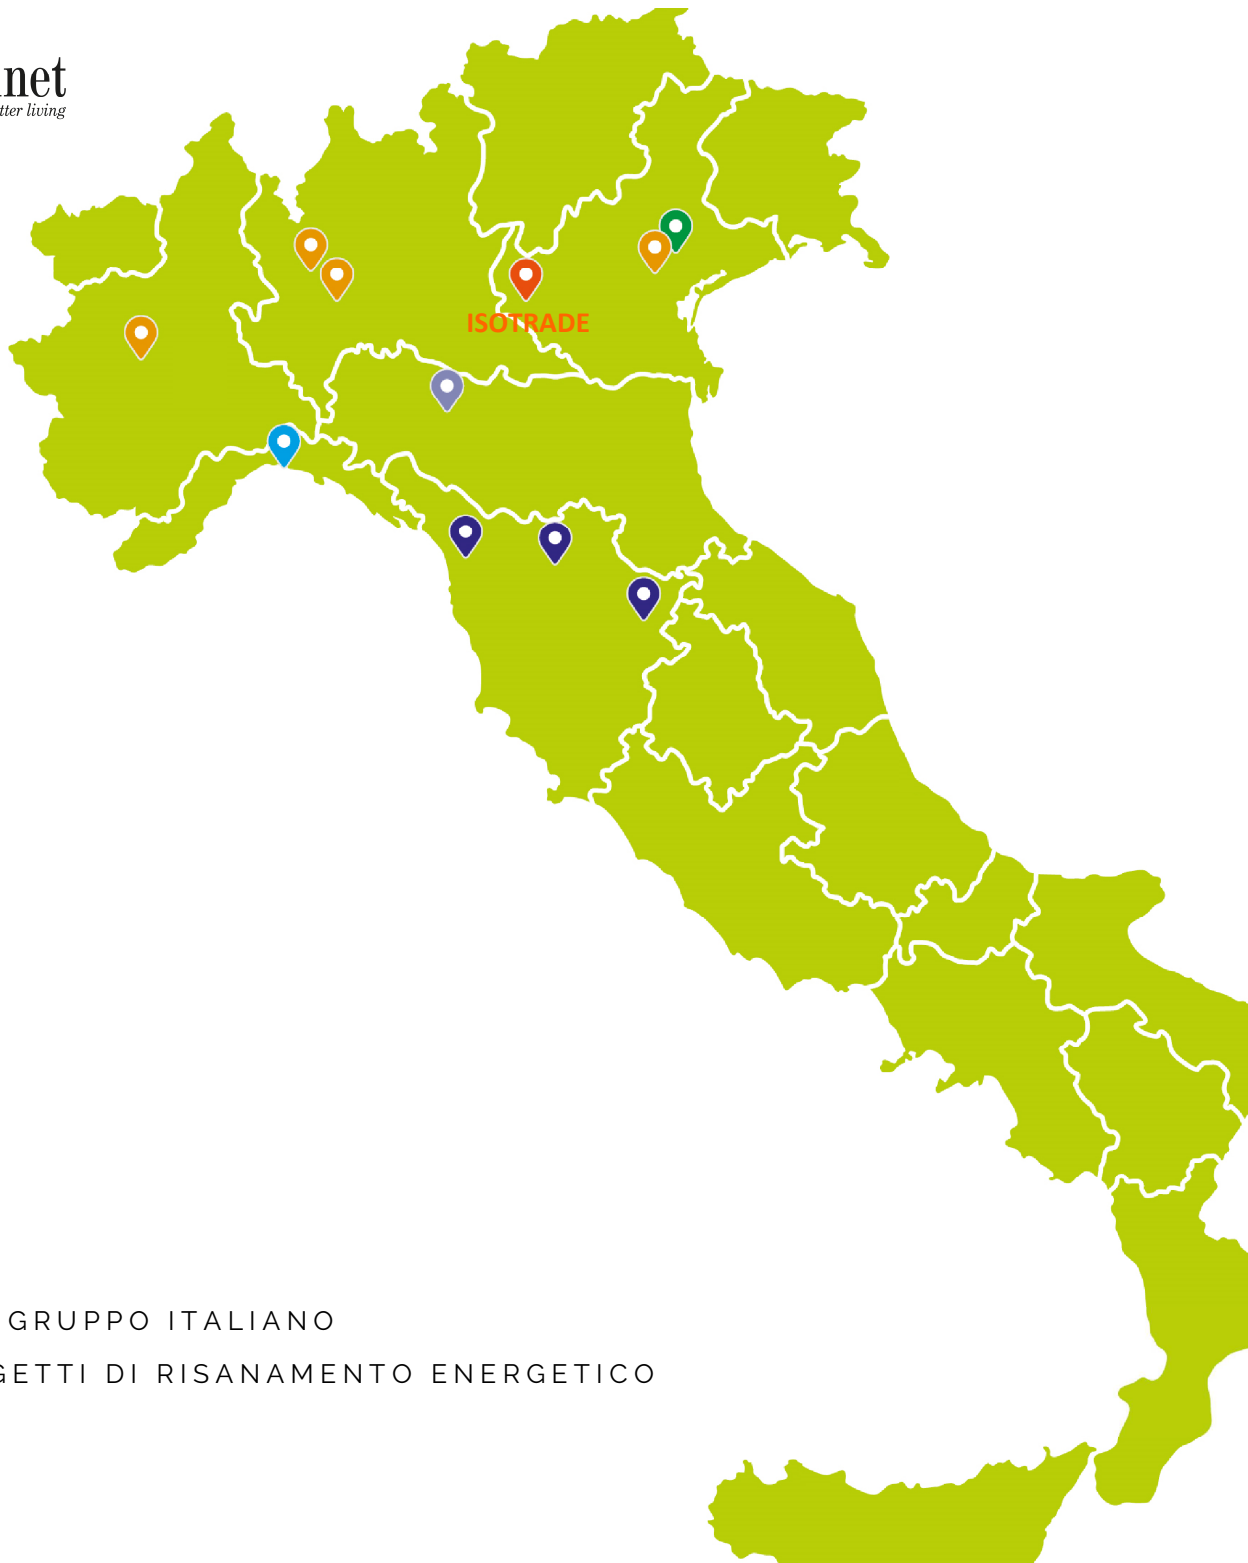 net
tter living
ISOTRADE
GRUPPO ITALIANO
GETTI DI RISANAMENTO ENERGETICO